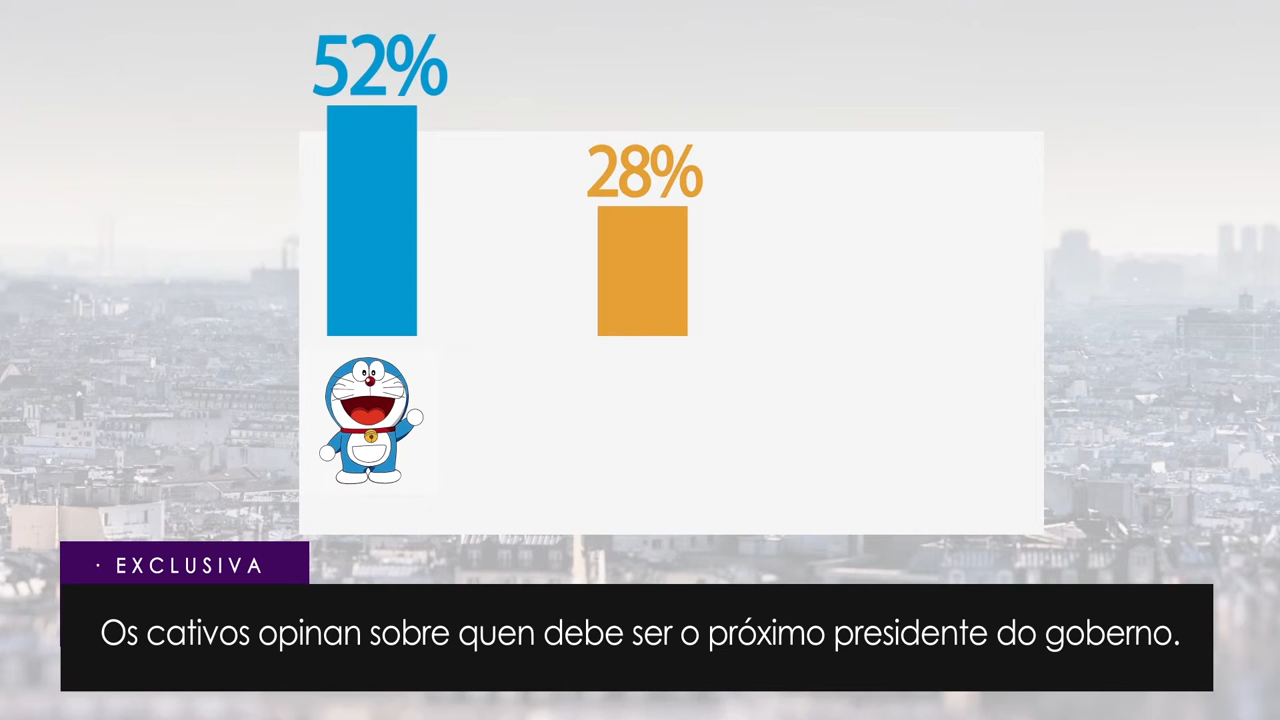 52%
28%
· EXCLUSIVA
Os cativos opinan sobre quen debe ser o próximo presidente do goberno.